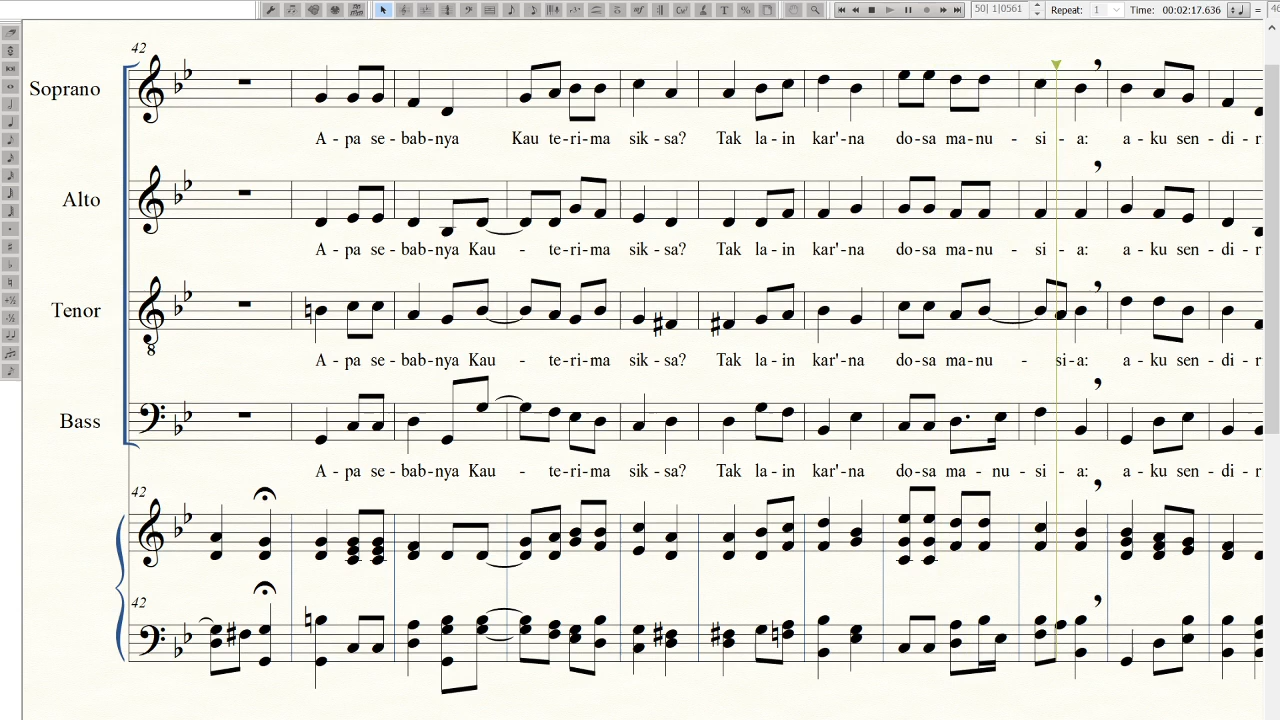 50| 1|0561 Repeat: 1 Time: 00:02:17.636 =
42
Soprano
A - pa se - bab-nya Kau te-ri-ma sik - sa? Tak la - in kar'-na do-sa ma-nu - si - a: a - ku sen - di - r
Alto
A - pa se - bab-nya Kau - te-ri-ma sik - sa? Tak la - in kar'-na do-sa ma-nu - si - a: a - ku sen - di - r
Tenor
8
A - pa se - bab-nya Kau - te-ri-ma sik - sa? Tak la - in kar'-na do-sa ma-nu - si-a: a - ku sen - di - r
Bass
A - pa se - bab-nya Kau - te-ri-ma sik - sa? Tak la - in kar'-na do-sa ma - nu - si - a: a - ku sen - di - r
42
42